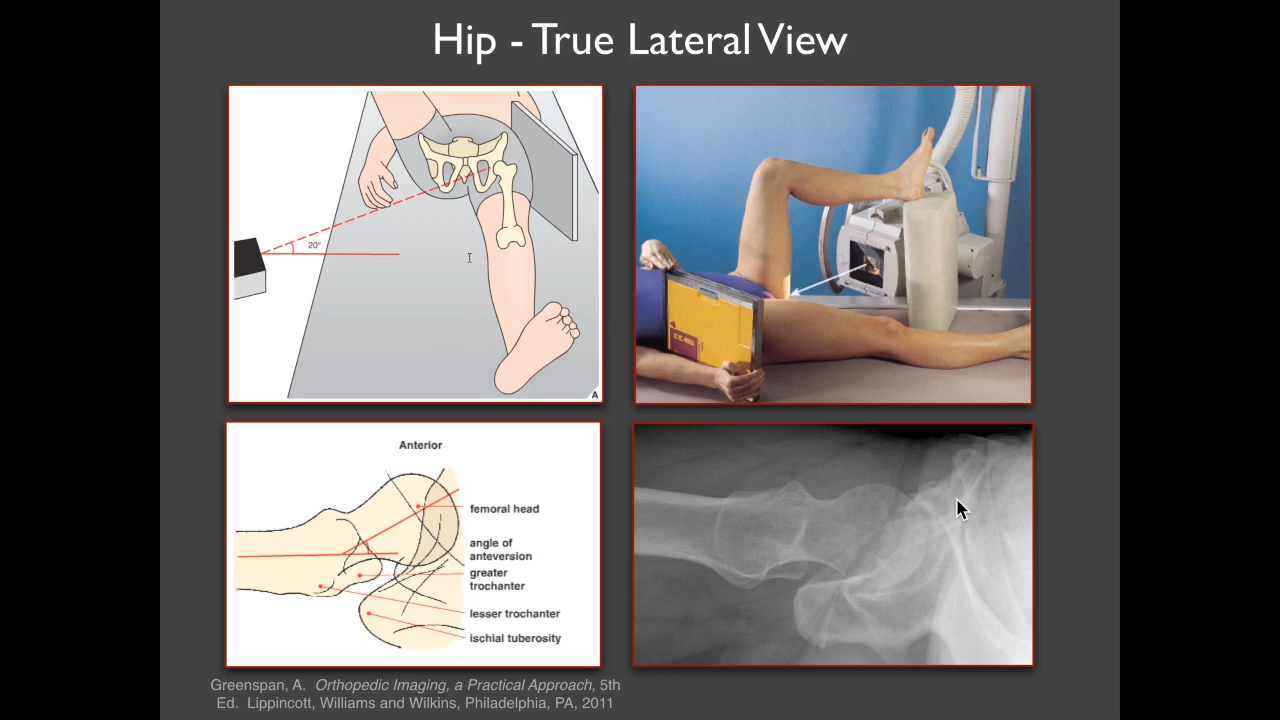 Hip - True Lateral View
20°
A
Anterior
femoral head
angle of
anteversion
greater
trochanter
lesser trochanter
ischial tuberosity
Greenspan, A.  Orthopedic Imaging, a Practical Approach, 5th
Ed.  Lippincott, Williams and Wilkins, Philadelphia, PA, 2011